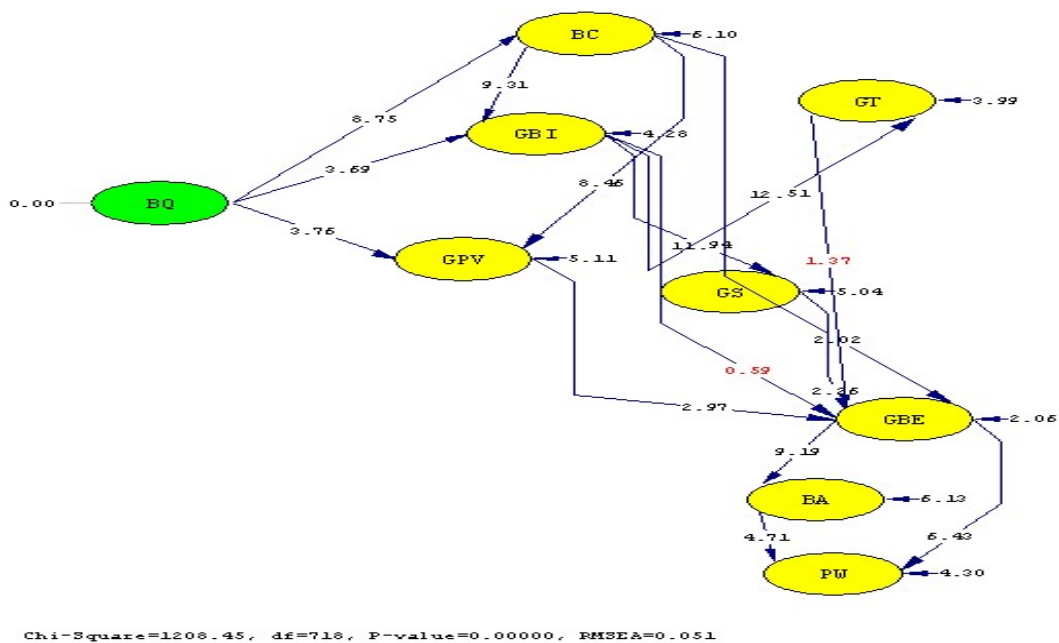 BC
6.10
9.31
GT
3.99
8.75
GBI
4.28
3.69
8.46
12.51
0.00
BQ
3.76
11.94
GPV
5.11
1.37
GS
5.04
2.02
0.59
2.36
2.97
GBE
2.06
9.19
BA
6.13
4.71
6.43
PW
4.30
Chi-Square=1208.45, df=718, P-value=0.00000, RMSEA=0.051